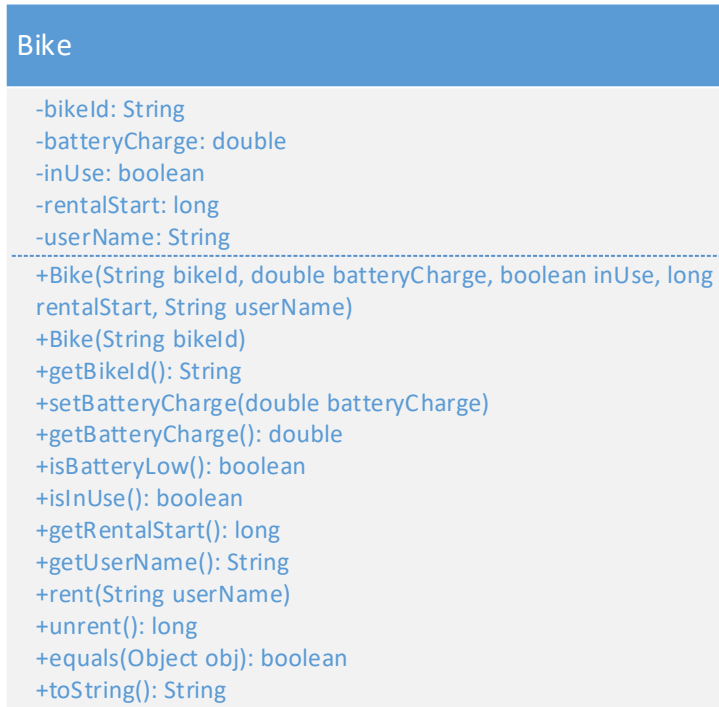 Bike
-bikeId: String
-batteryCharge: double
-inUse: boolean
-rentalStart: long
-userName: String
+Bike(String bikeId, double batteryCharge, boolean inUse, long
rentalStart, String userName)
+Bike(String bikeId)
+getBikeId(): String
+setBatteryCharge(double batteryCharge)
+getBatteryCharge(): double
+isBatteryLow(): boolean
+isInUse(): boolean
+getRentalStart(): long
+getUserName(): String
+rent(String userName)
+unrent(): long
+equals(Object obj): boolean
+toString(): String